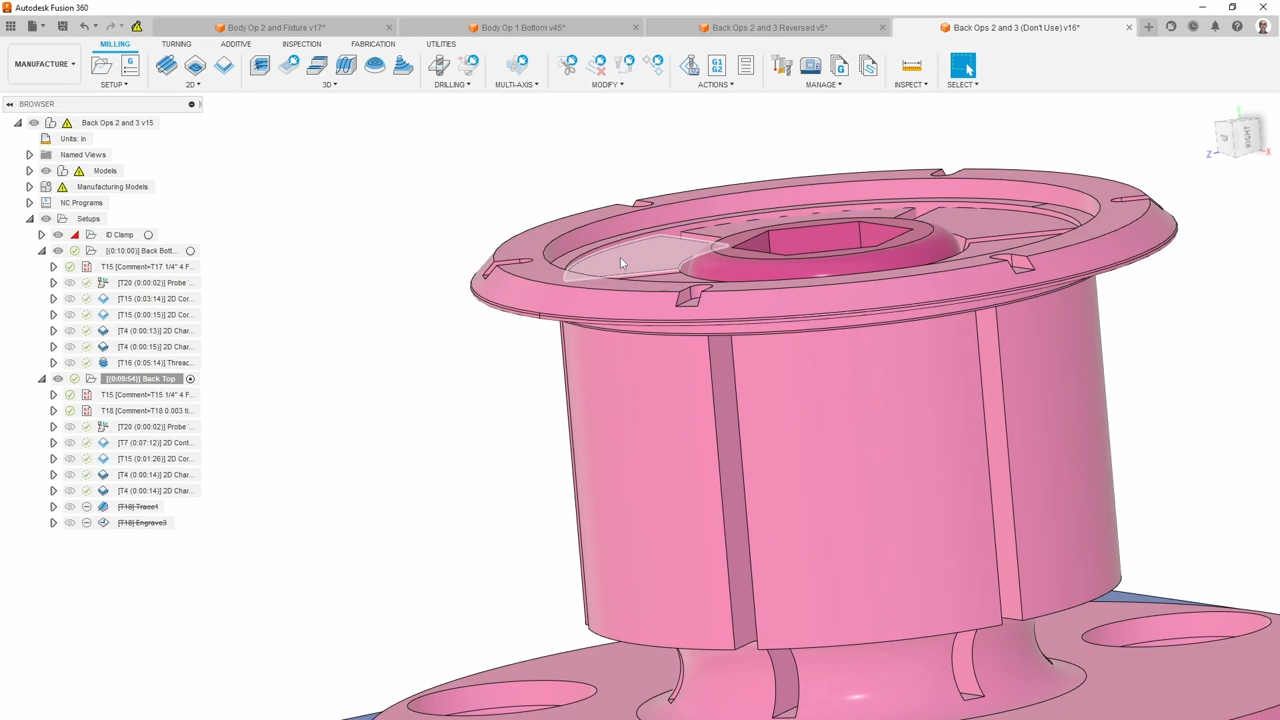 Autodesk Fusion 360
Body Op 2 and Fixture v17*
Body Op 1 Bottom v45*
Back Ops 2 and 3 Reversed v5*
Back Ops 2 and 3 (Don't Use) v16*
MILLING TURNING ADDITIVE INSPECTION FABRICATION UTILITIES
MANUFACTURE
SETUP 2D 3D DRILLING MULTI-AXIS MODIFY ACTIONS MANAGE INSPECT SELECT
G1
G2
BROWSER
Back Ops 2 and 3 v15
Units: in
Named Views
Models
Manufacturing Models
NC Programs
Setups
ID Clamp
[(0:10:00)] Back Bott...
T15 [Comment=T17 1/4" 4 F...
[T20 (0:00:02)] Probe '...
[T15 (0:03:14)] 2D Con...
[T15 (0:00:15)] 2D Con...
[T4 (0:00:13)] 2D Char...
[T4 (0:00:15)] 2D Char...
[T16 (0:05:14)] Threa...
[(0:09:54)] Back Top
T15 [Comment=T15 1/4" 4 F...
T18 [Comment=T18 0.003 ti...
[T20 (0:00:02)] Probe '...
[T7 (0:07:12)] 2D Cont...
[T15 (0:01:26)] 2D Co...
[T4 (0:00:14)] 2D Char...
[T4 (0:00:14)] 2D Char...
[T18] Trace1
[T18] Engrave3
Y
RIGHT
Z
X